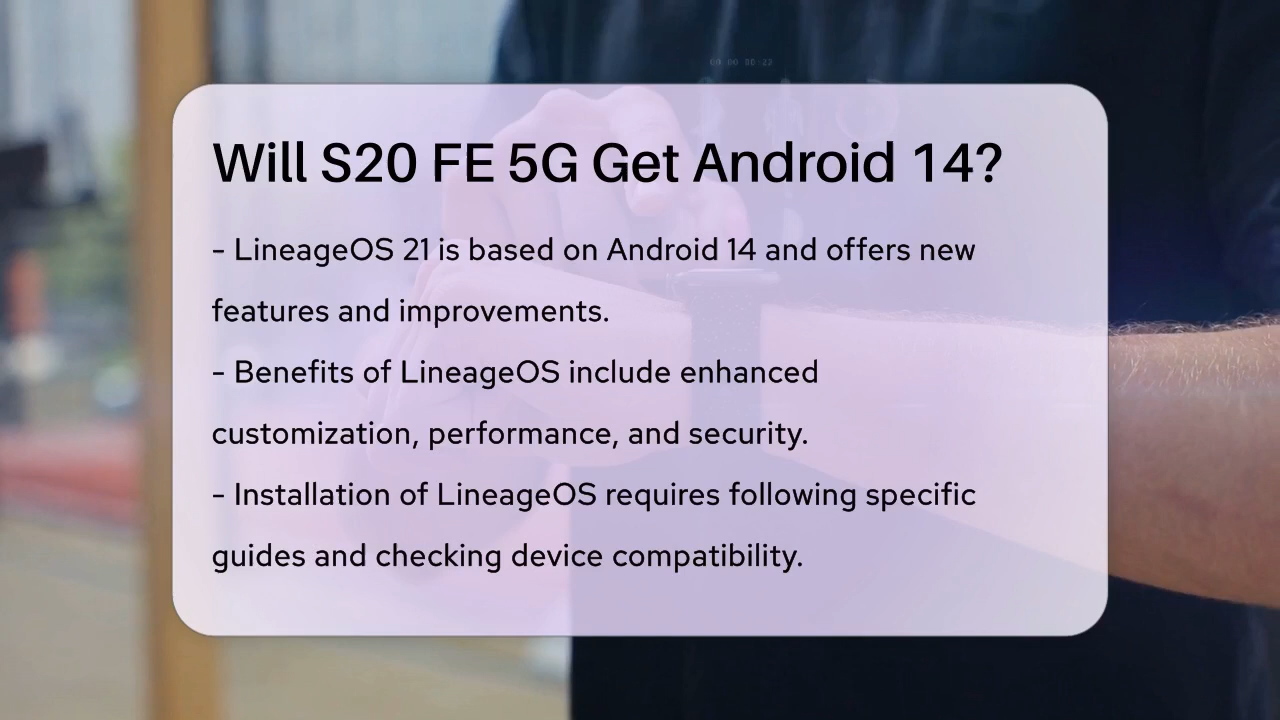 Will S20 FE 5G Get Android 14?
- LineageOS 21 is based on Android 14 and offers new
features and improvements.
- Benefits of LineageOS include enhanced
customization, performance, and security.
- Installation of LineageOS requires following specific
guides and checking device compatibility.